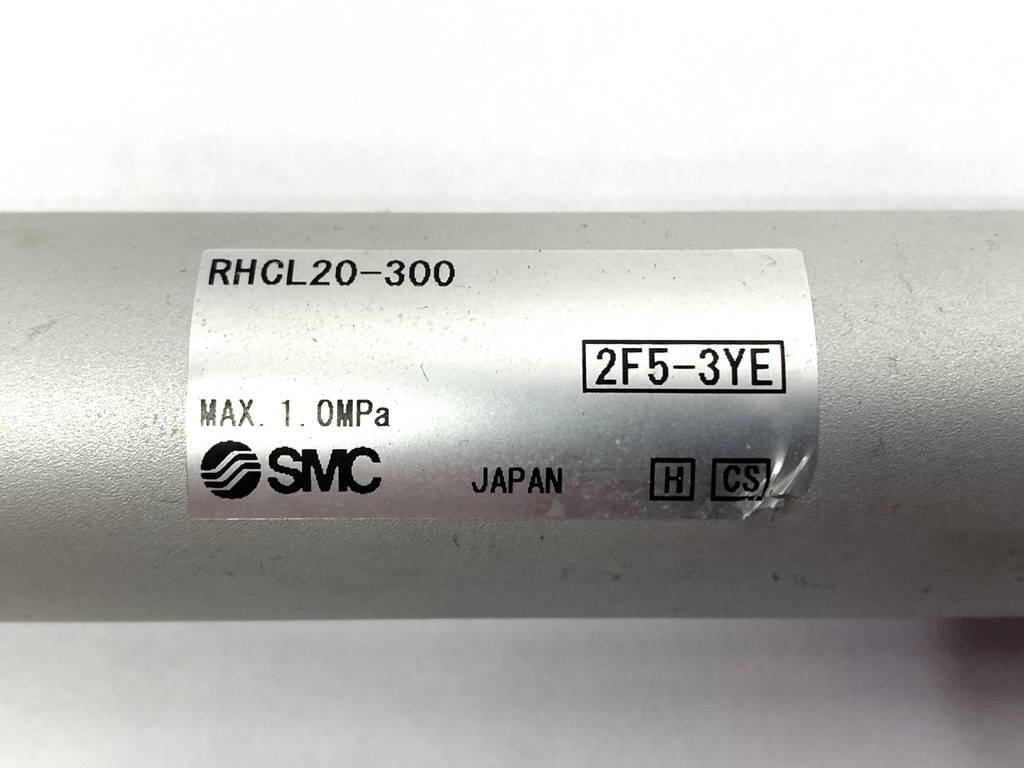 RHCL20-300
2F5-3YE
MAX. 1.0MPa
SMC JAPAN H CS